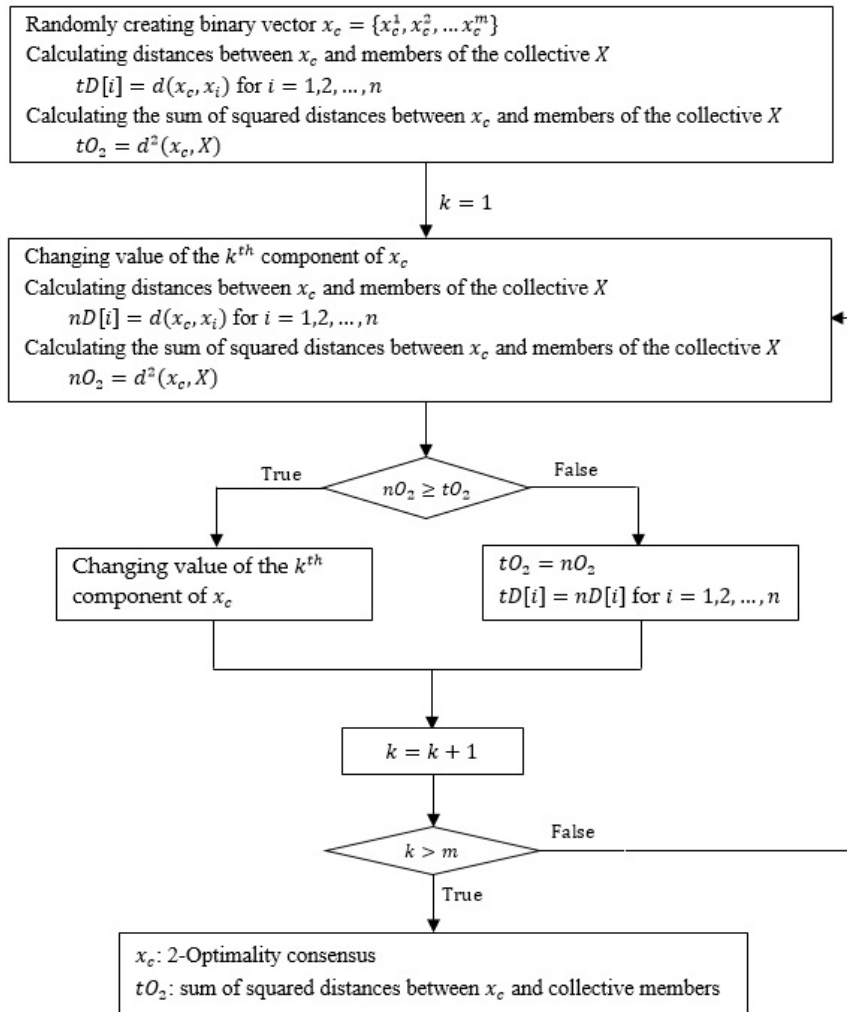 Randomly creating binary vector x_c = {x_c^1, x_c^2, … x_c^m}
Calculating distances between x_c and members of the collective X
tD[i] = d(x_c, x_i) for i = 1,2, …, n
Calculating the sum of squared distances between x_c and members of the collective X
tO_2 = d^2(x_c, X)
k = 1
Changing value of the k^th component of x_c
Calculating distances between x_c and members of the collective X
nD[i] = d(x_c, x_i) for i = 1,2, …, n
Calculating the sum of squared distances between x_c and members of the collective X
nO_2 = d^2(x_c, X)
True
False
nO_2 ≥ tO_2
Changing value of the k^th
component of x_c
tO_2 = nO_2
tD[i] = nD[i] for i = 1,2, …, n
k = k + 1
False
k > m
True
x_c: 2-Optimality consensus
tO_2: sum of squared distances between x_c and collective members